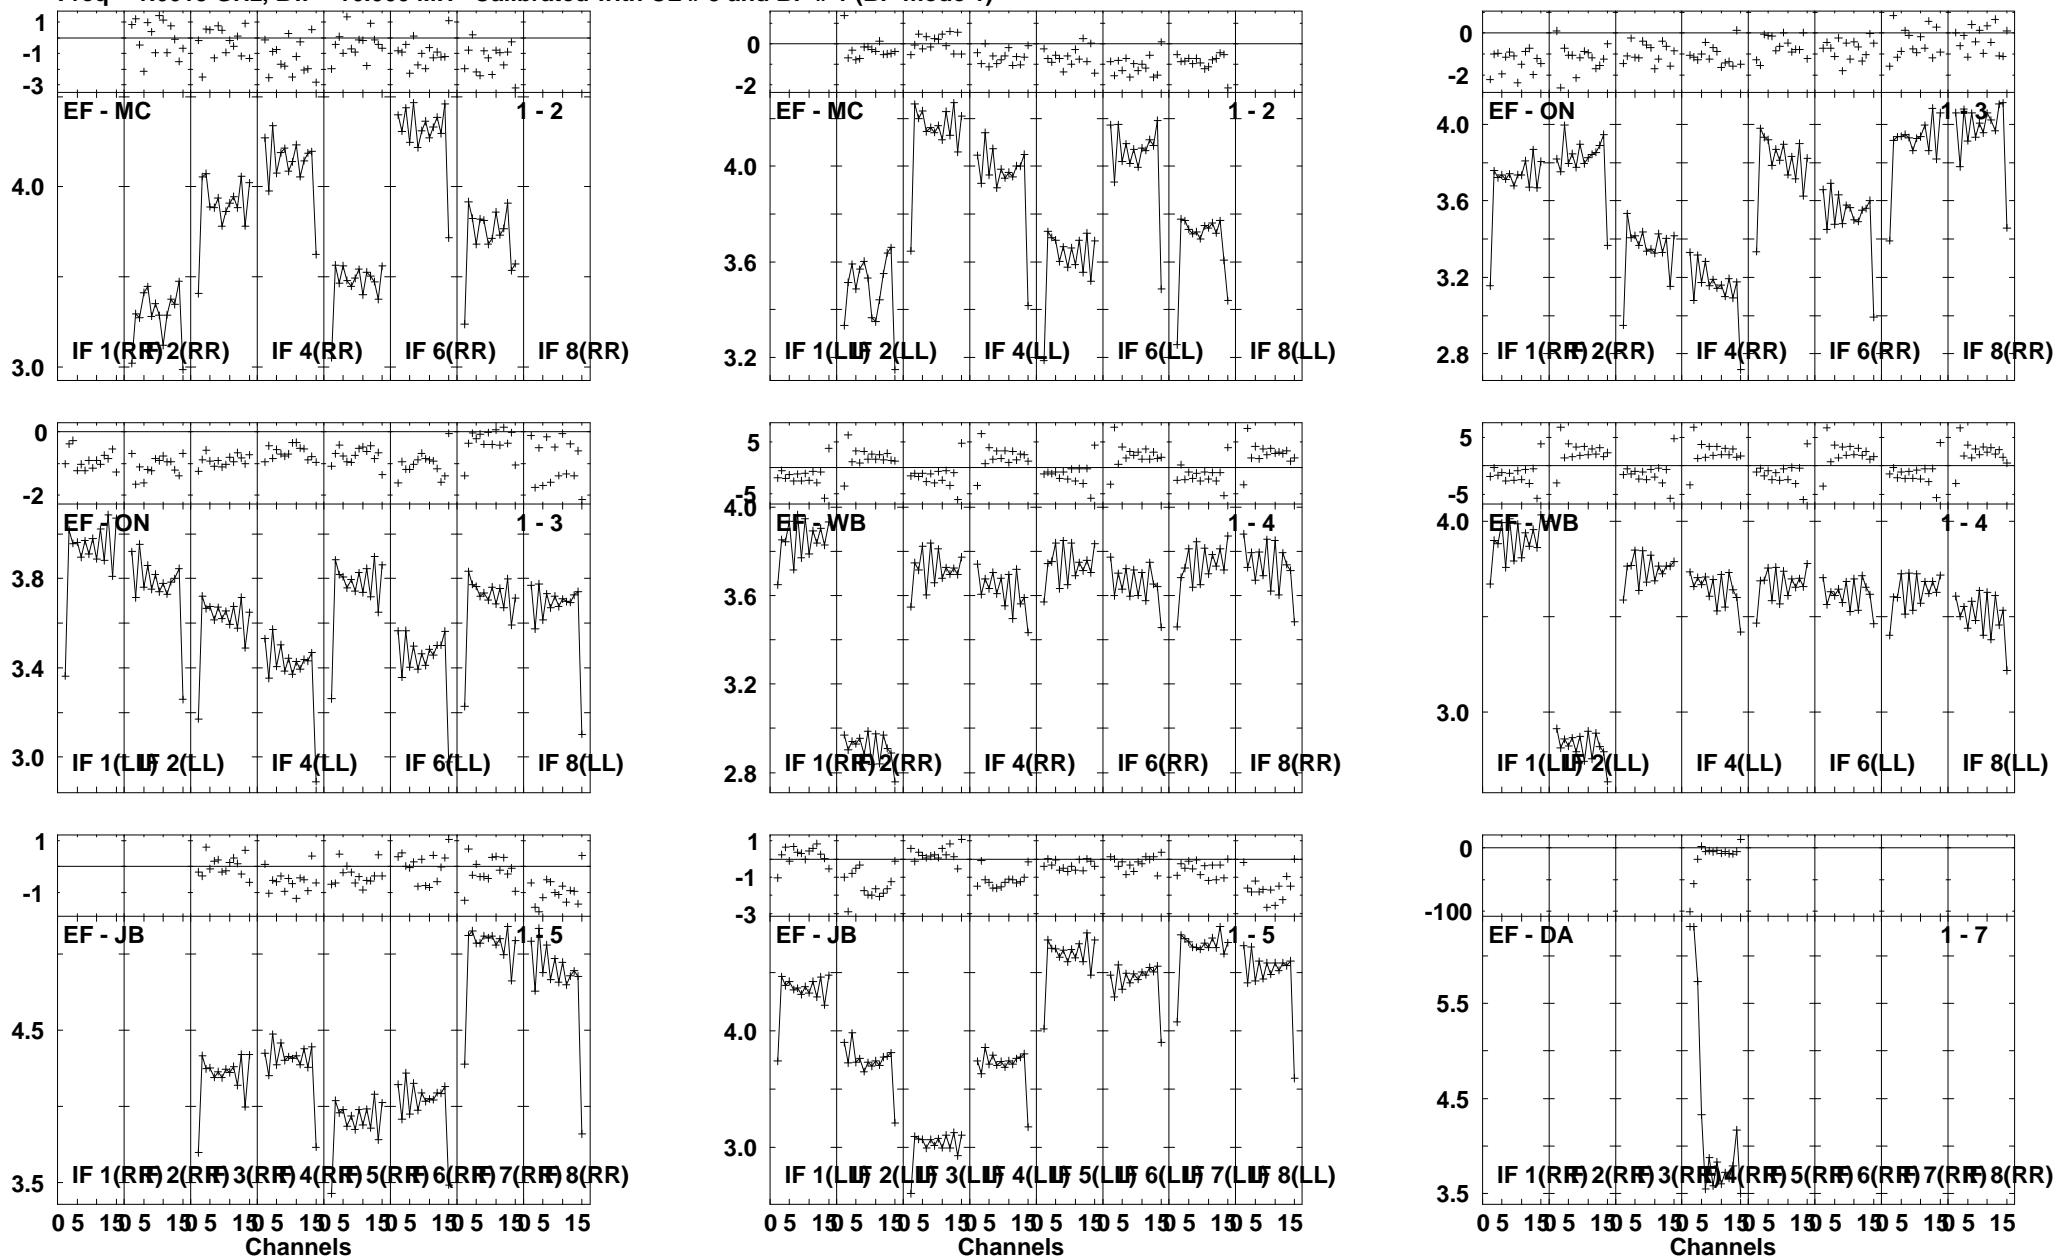 1 -1 -3 0 -2 0 -2
EF - MC 1 - 2 EF - MC 1 - 2 EF - ON 1 - 3
4.0 3.0 4.0 3.6 3.2 4.0 3.6 3.2 2.8
IF 1(RR) IF 2(RR) IF 4(RR) IF 6(RR) IF 8(RR) IF 1(LL) IF 2(LL) IF 4(LL) IF 6(LL) IF 8(LL) IF 1(RR) IF 2(RR) IF 4(RR) IF 6(RR) IF 8(RR)
0 -2 5 -5 5 -5
EF - ON 1 - 3 EF - WB 1 - 4 EF - WB 1 - 4
3.8 3.4 3.0 4.0 3.6 3.2 2.8 4.0 3.0
IF 1(LL) IF 2(LL) IF 4(LL) IF 6(LL) IF 8(LL) IF 1(RR) IF 2(RR) IF 4(RR) IF 6(RR) IF 8(RR) IF 1(LL) IF 2(LL) IF 4(LL) IF 6(LL) IF 8(LL)
1 -1 1 -1 -3 0 -100
EF - JB 1 - 5 EF - JB 1 - 5 EF - DA 1 - 7
4.5 3.5 4.0 3.0 5.5 4.5 3.5
IF 1(RR) IF 2(RR) IF 3(RR) IF 4(RR) IF 5(RR) IF 6(RR) IF 7(RR) IF 8(RR) IF 1(LL) IF 2(LL) IF 3(LL) IF 4(LL) IF 5(LL) IF 6(LL) IF 7(LL) IF 8(LL) IF 1(RR) IF 2(RR) IF 3(RR) IF 4(RR) IF 5(RR) IF 6(RR) IF 7(RR) IF 8(RR)
0 5 15 0 5 15 0 5 15 0 5 15 0 5 15 0 5 15 0 5 15 0 5 15 0 5 15 0 5 15 0 5 15 0 5 15 0 5 15 0 5 15 0 5 15 0 5 15 0 5 15 0 5 15 0 5 15 0 5 15 0 5 15 0 5 15 0 5 15 0 5 15
Channels Channels Channels